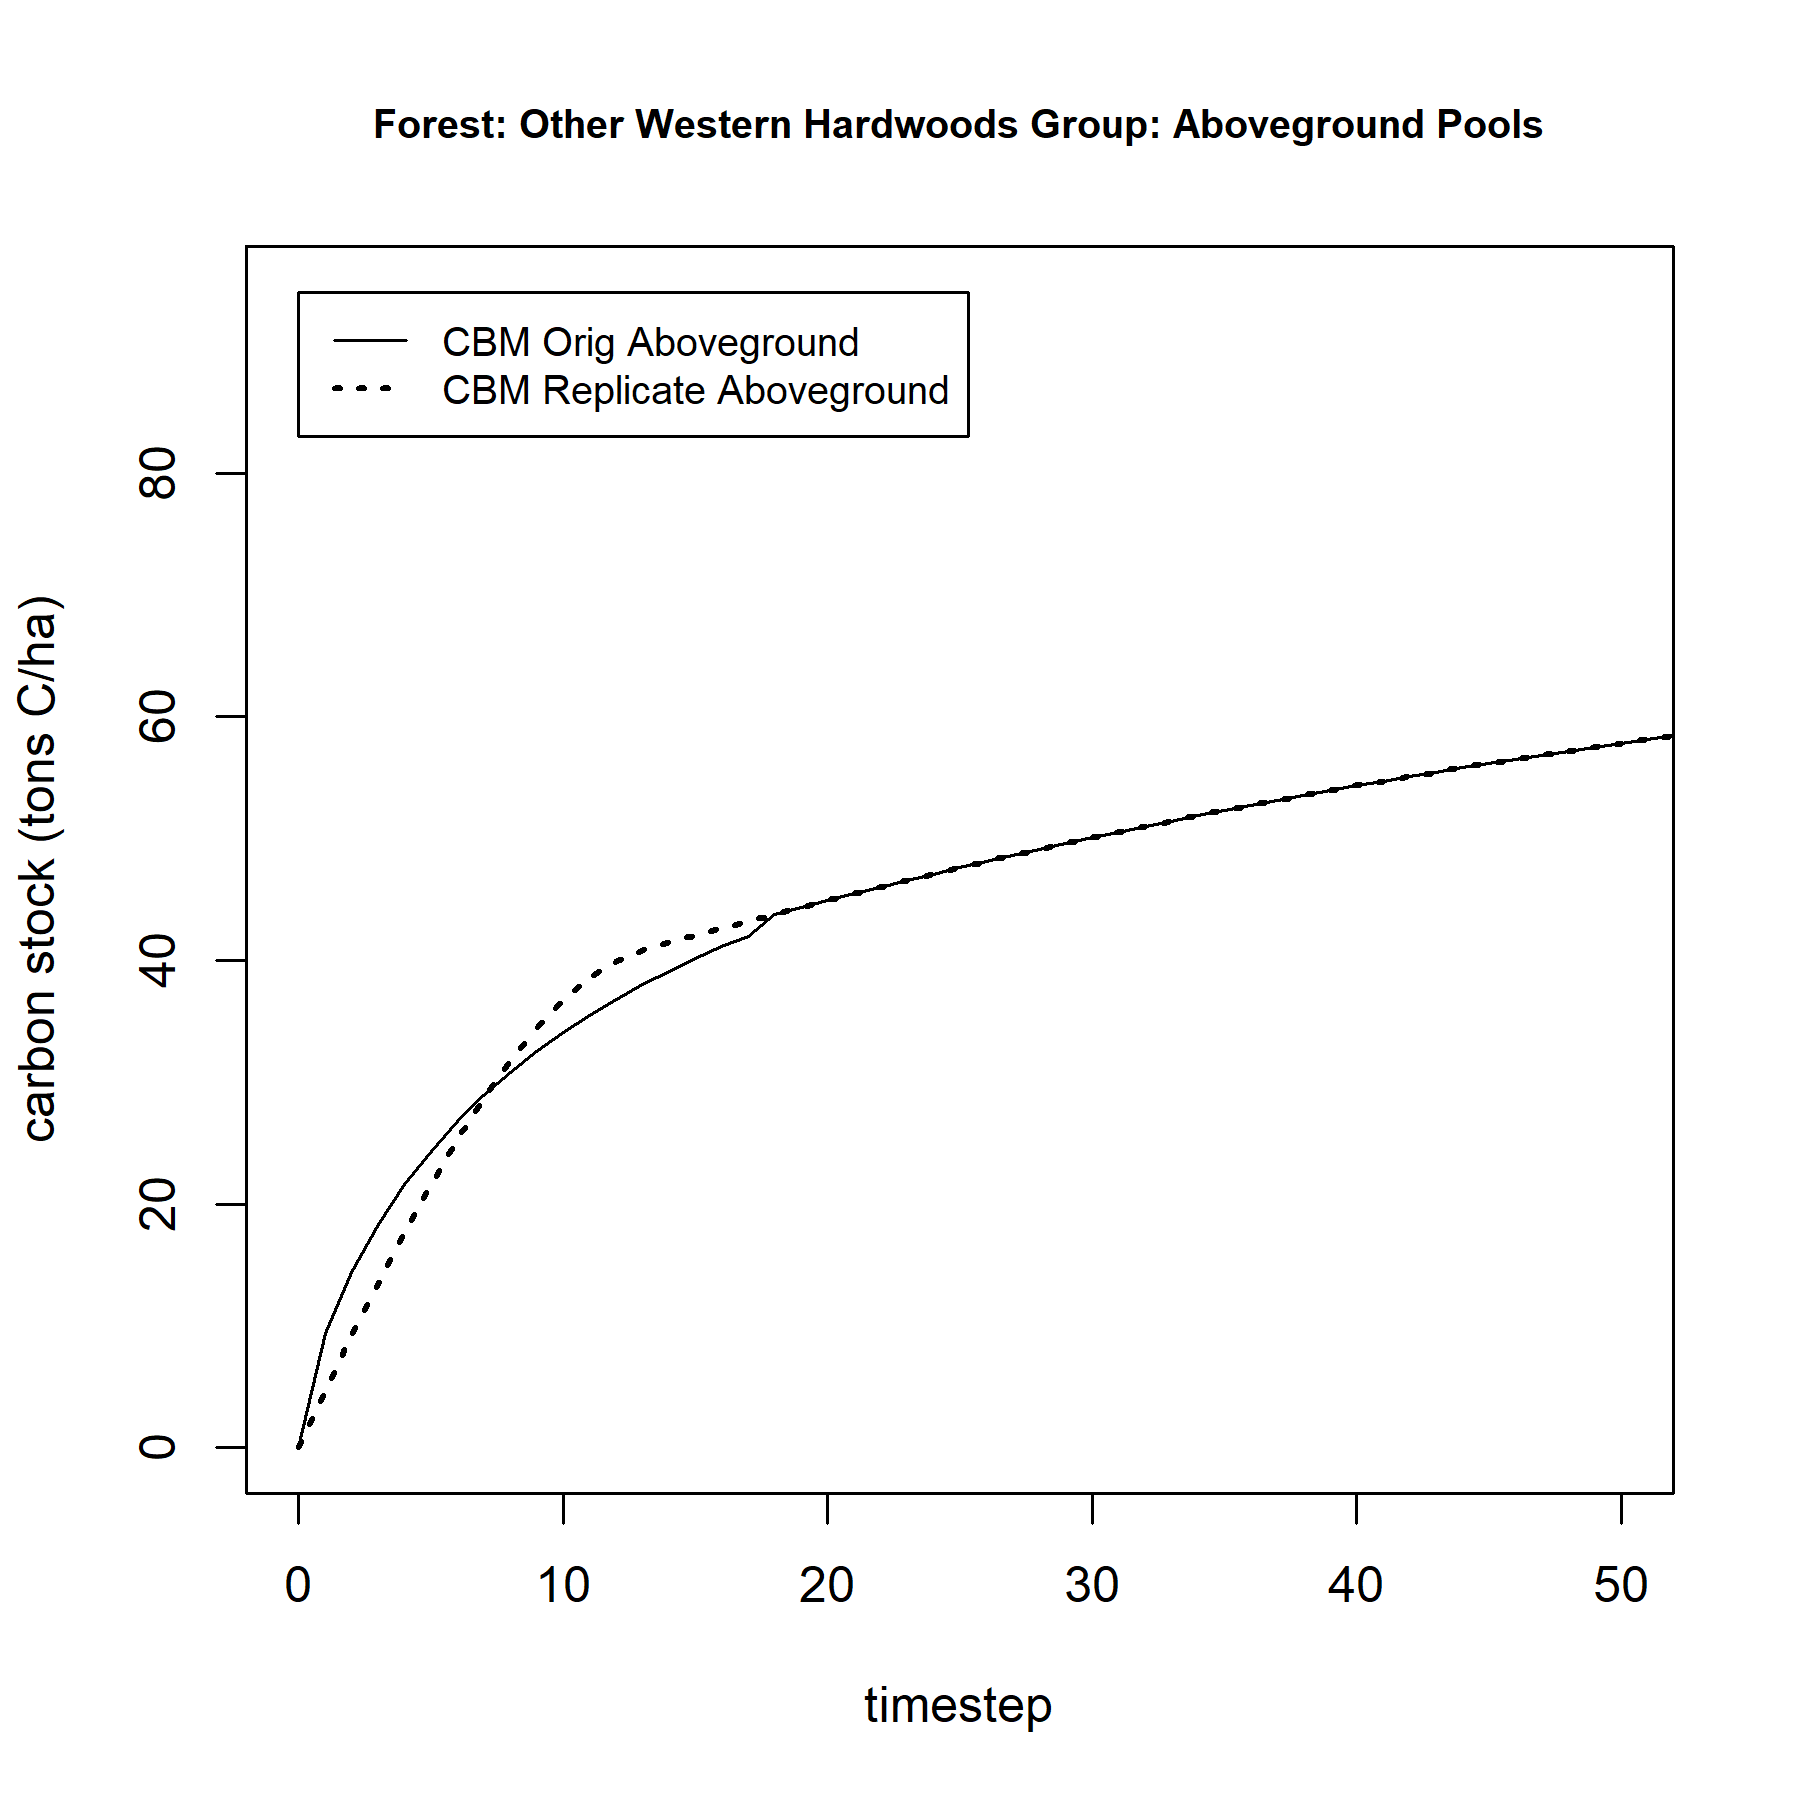 Forest: Other Western Hardwoods Group: Aboveground Pools
CBM Orig Aboveground
CBM Replicate Aboveground
carbon stock (tons C/ha)
80
60
40
20
0
0 10 20 30 40 50
timestep